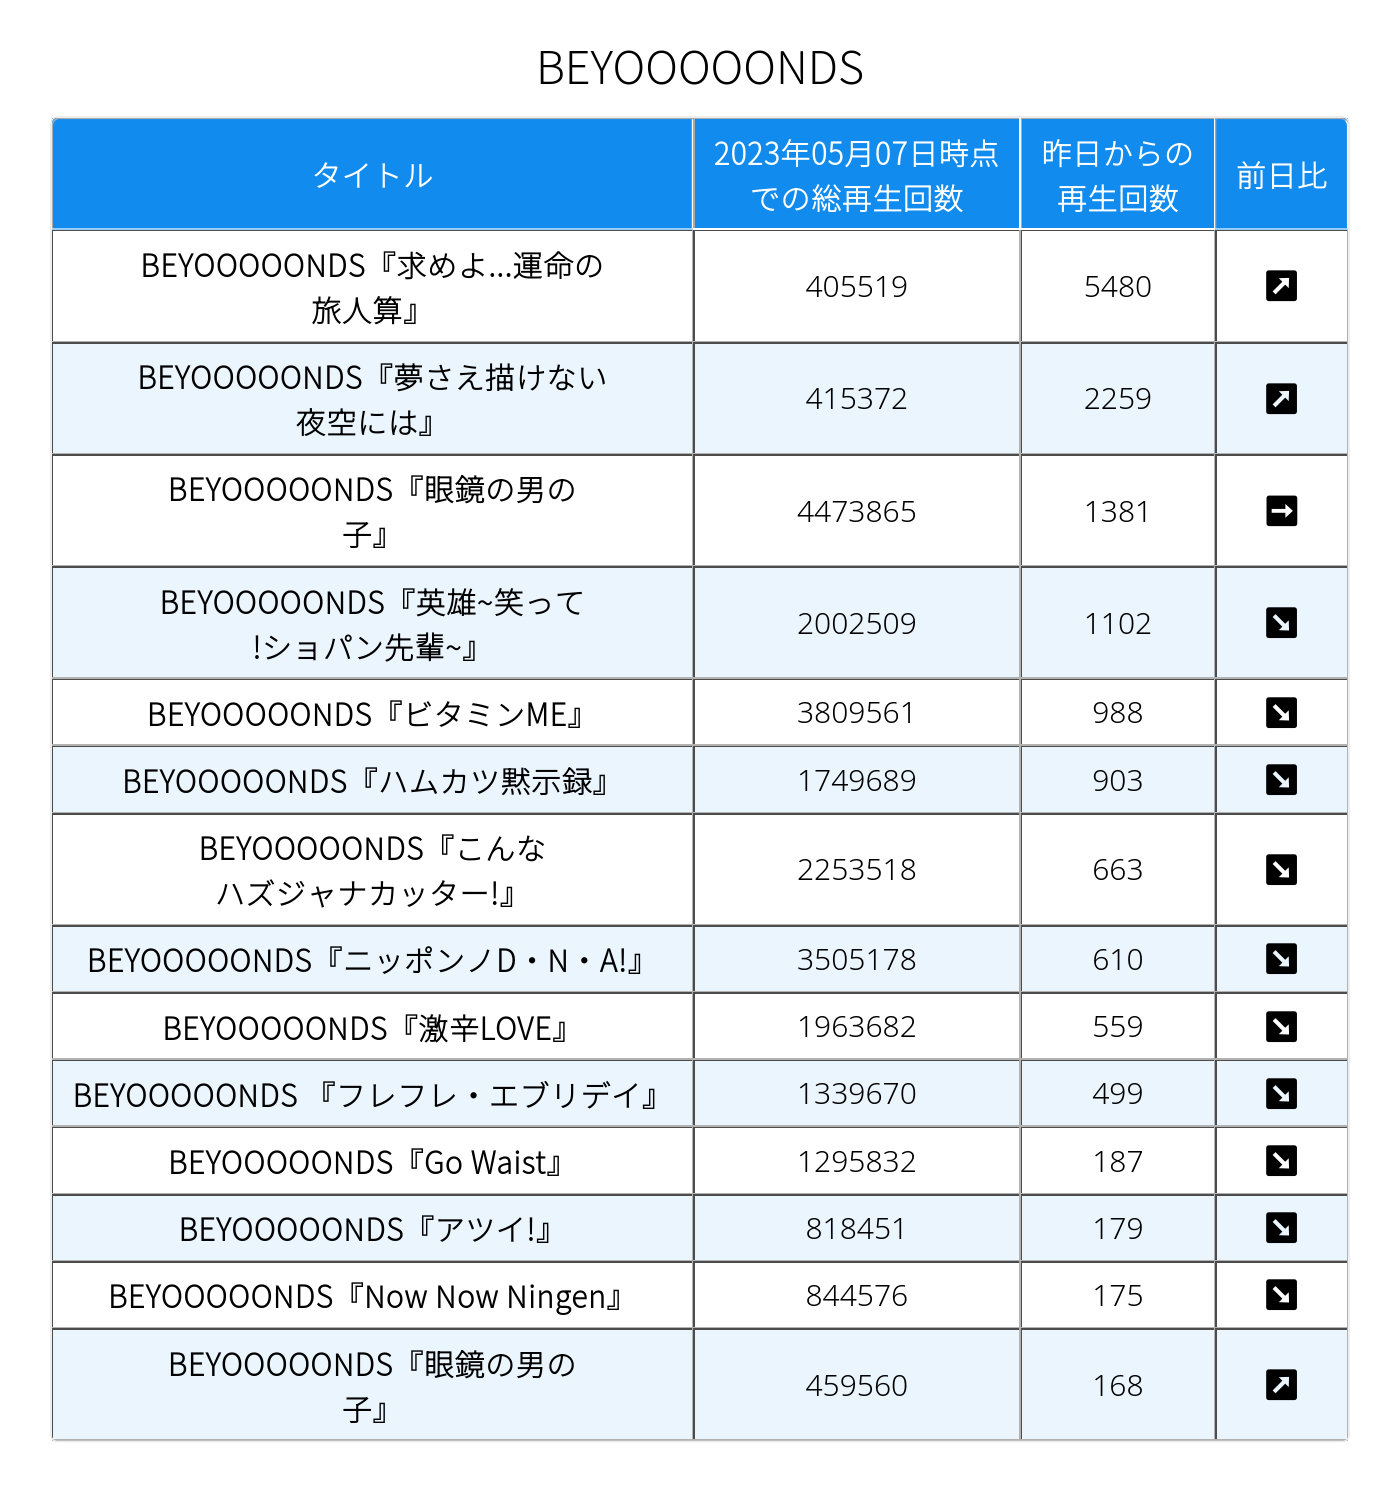 BEYOOOOONDS
タイトル
2023年05月07日時点
での総再生回数
昨日からの
再生回数
前日比
BEYOOOOONDS『求めよ...運命の
旅人算』
405519
5480
↗
BEYOOOOONDS『夢さえ描けない
夜空には』
415372
2259
↗
BEYOOOOONDS『眼鏡の男の
子』
4473865
1381
→
BEYOOOOONDS『英雄~笑って
!ショパン先輩~』
2002509
1102
↘
BEYOOOOONDS『ビタミンME』
3809561
988
↘
BEYOOOOONDS『ハムカツ黙示録』
1749689
903
↘
BEYOOOOONDS『こんな
ハズジャナカッター!』
2253518
663
↘
BEYOOOOONDS『ニッポンノD・N・A!』
3505178
610
↘
BEYOOOOONDS『激辛LOVE』
1963682
559
↘
BEYOOOOONDS 『フレフレ・エブリデイ』
1339670
499
↘
BEYOOOOONDS『Go Waist』
1295832
187
↘
BEYOOOOONDS『アツイ!』
818451
179
↘
BEYOOOOONDS『Now Now Ningen』
844576
175
↘
BEYOOOOONDS『眼鏡の男の
子』
459560
168
↗